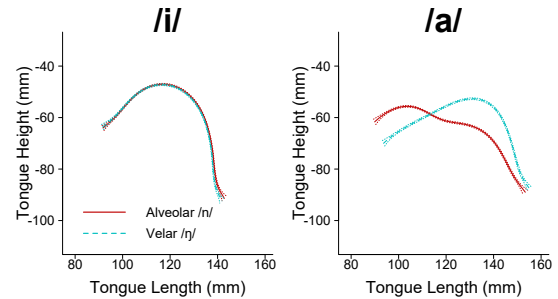 /i/
/a/
Tongue Height (mm)
-40
-60
-80
-100
Alveolar /n/
Velar /ŋ/
80
100
120
140
160
Tongue Length (mm)
Tongue Height (mm)
-40
-60
-80
-100
80
100
120
140
160
Tongue Length (mm)